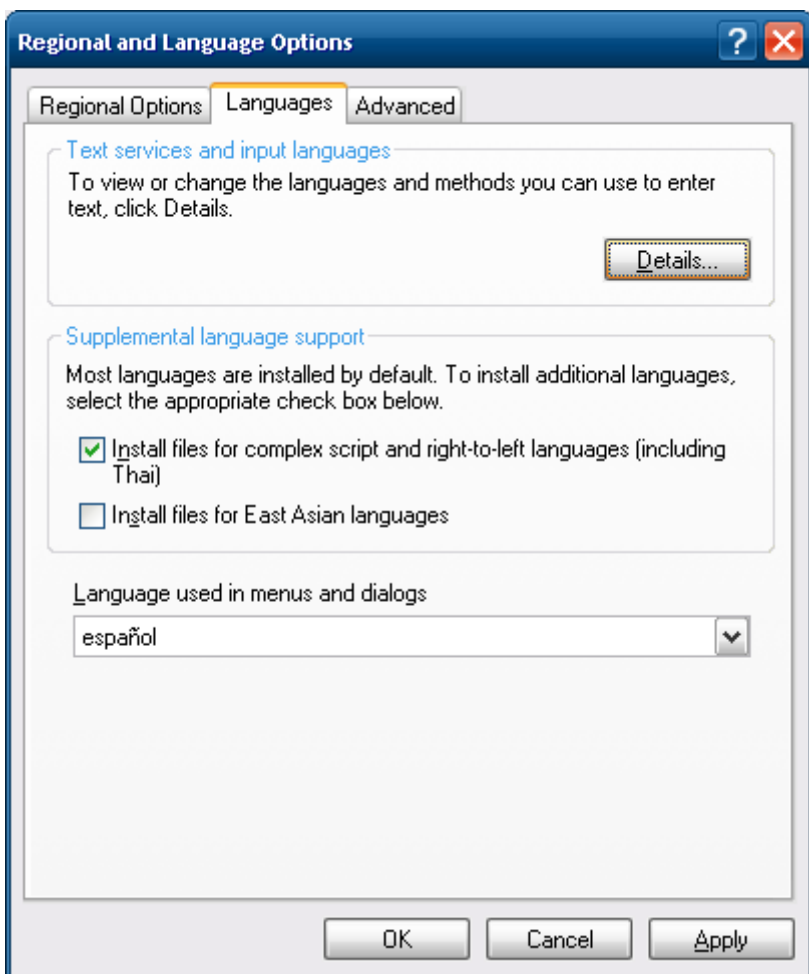 Regional and Language Options
Regional Options
Languages
Advanced
Text services and input languages
To view or change the languages and methods you can use to enter
text, click Details.
Details...
Supplemental language support
Most languages are installed by default. To install additional languages,
select the appropriate check box below.
Install files for complex script and right-to-left languages (including
Thai)
Install files for East Asian languages
Language used in menus and dialogs
español
OK
Cancel
Apply